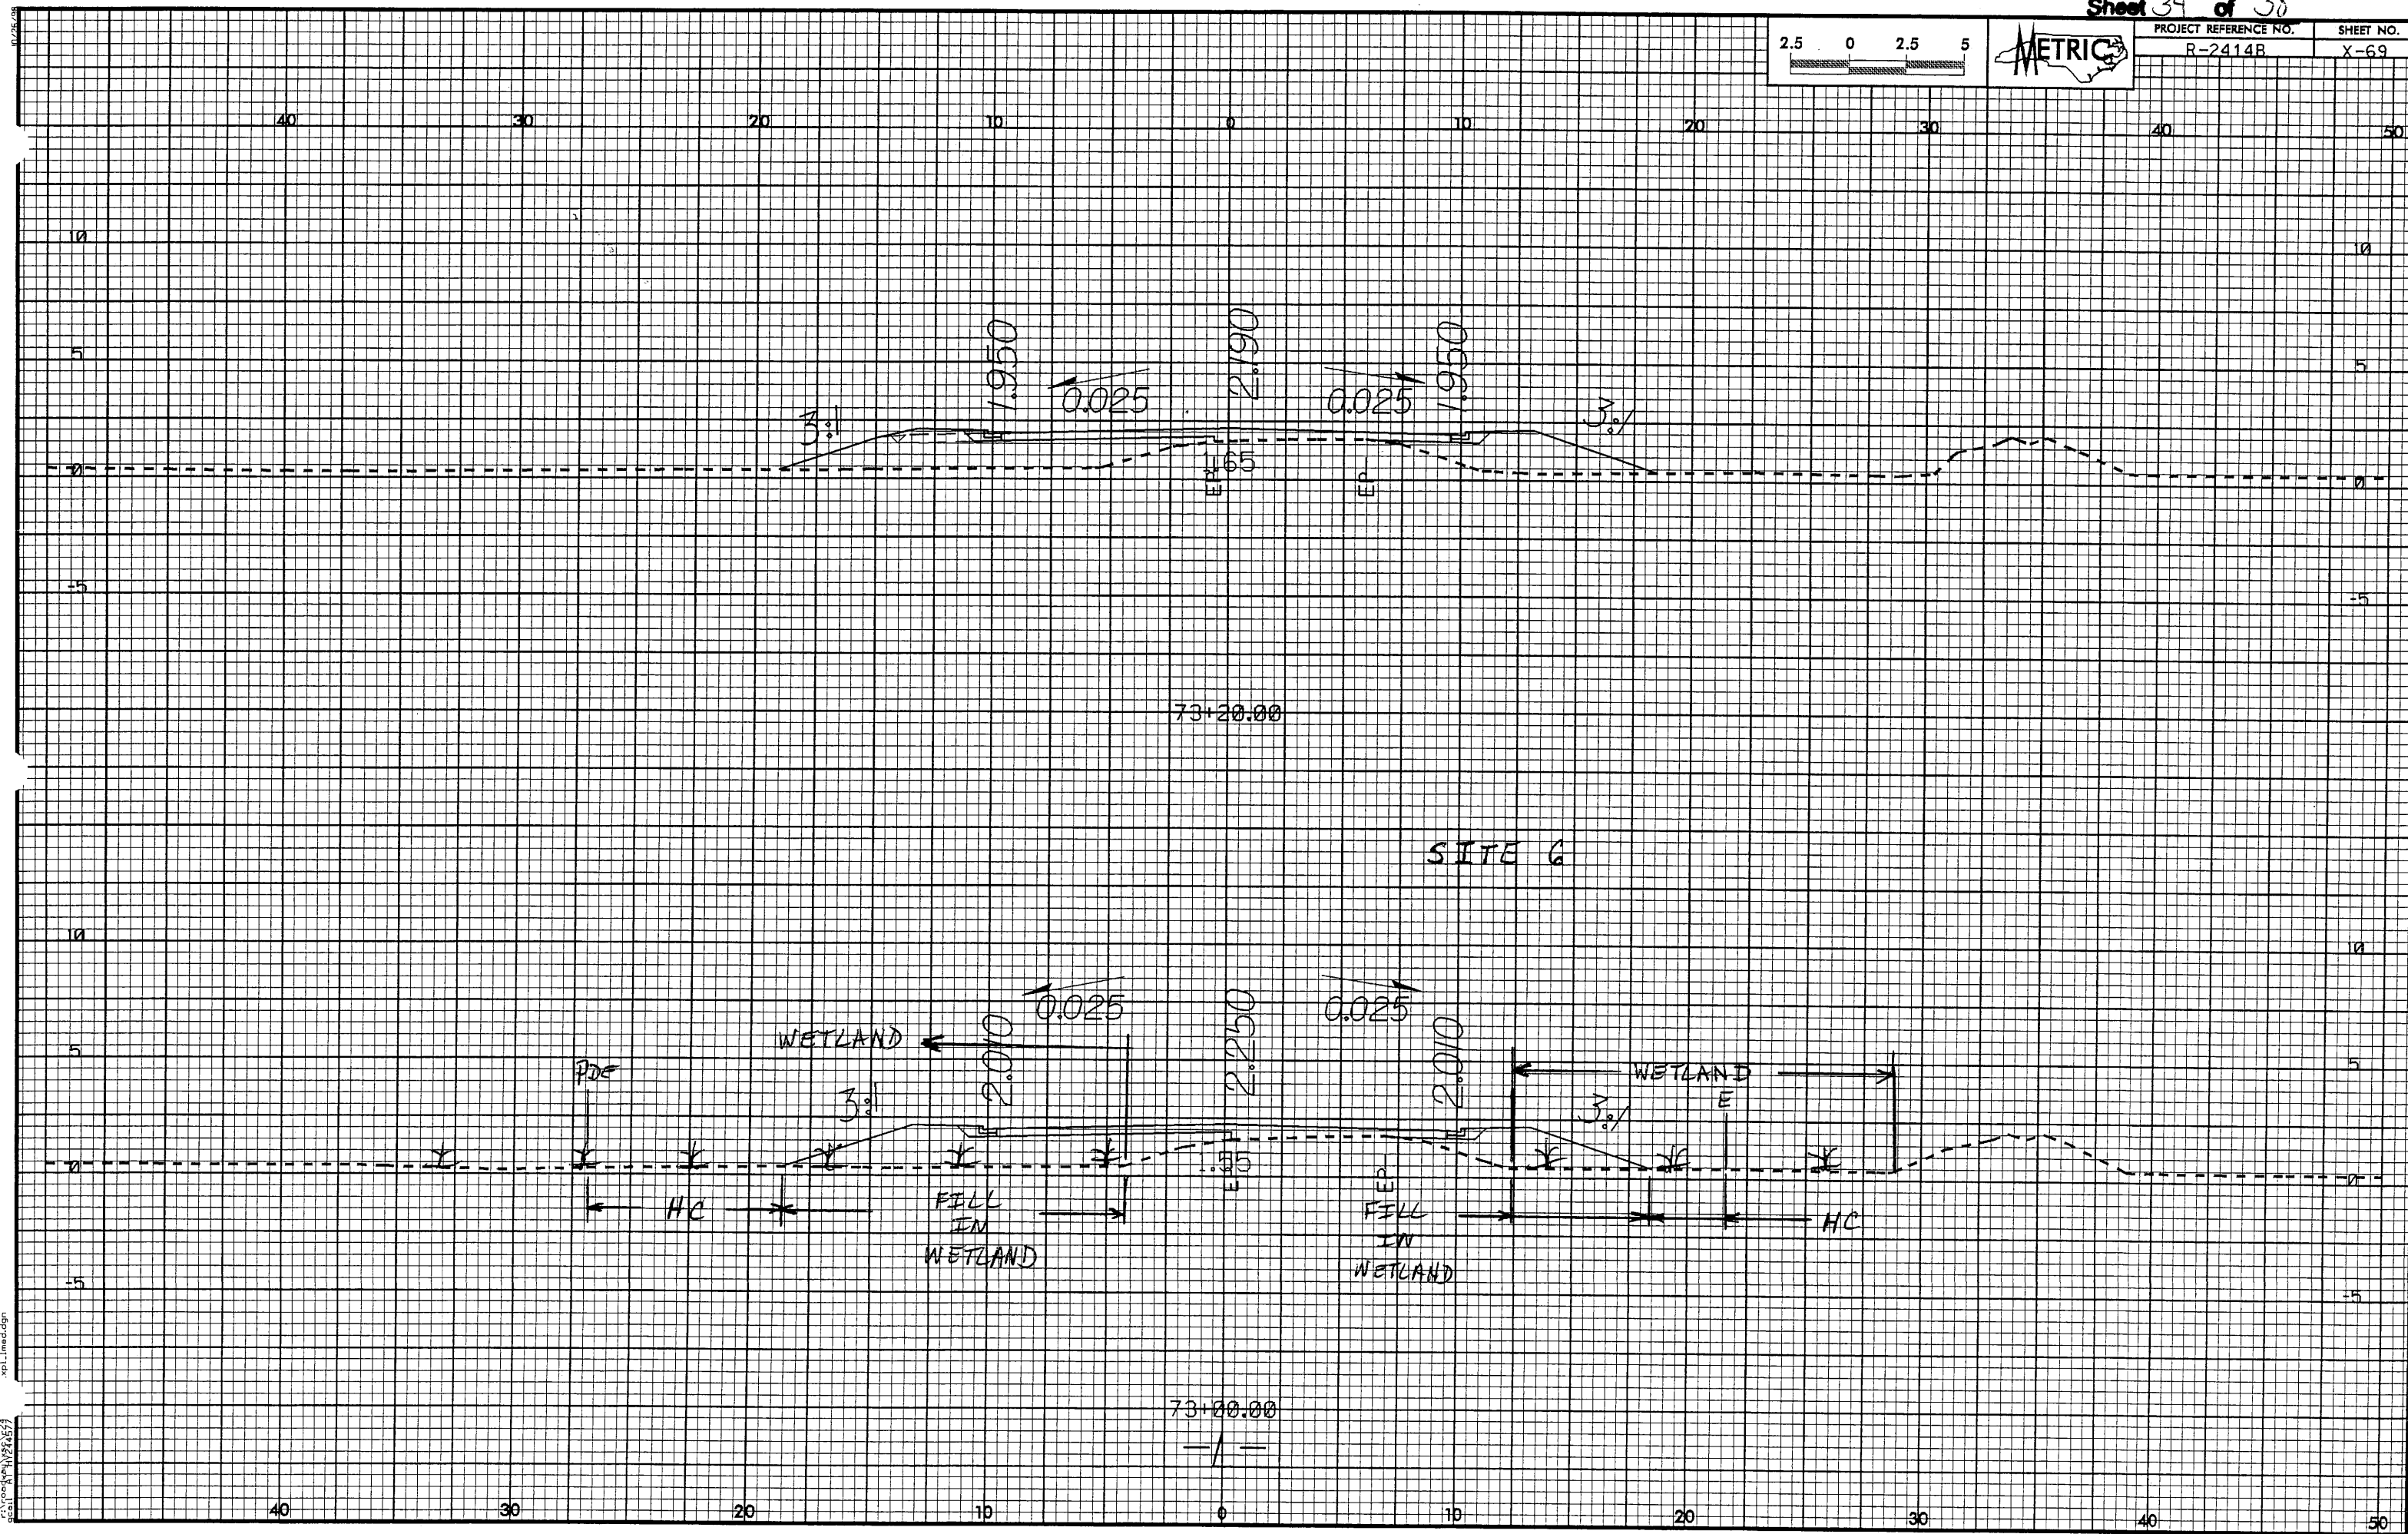 Sheet 34 of
PROJECT REFERENCE NO. SHEET NO.
R-2414B X-69
2.5 0 2.5 5
METRIC
40 30 20 10 0 10 20 30 40 50
10 10
5 5
1.950 2.190 1.950
0.025 0.025
3:1 3:1
0 0
1.65
EP EP
-5 -5
73+20.00
SITE 6
10 10
0.025 0.025
2.010 2.2250 2.010
WETLAND WETLAND
5 5
PDE
E
3:1 3:1
0 0
EP
HC FILL IN WETLAND
FILL IN WETLAND HC
-5 -5
73+00.00
40 30 20 10 0 10 20 30 40 50